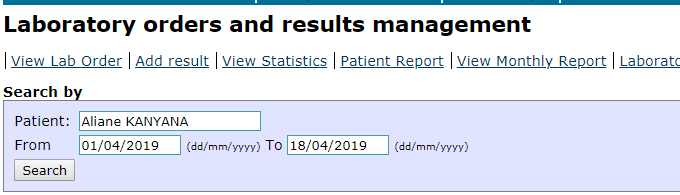 Laboratory orders and results management
| View Lab Order | Add result | View Statistics | Patient Report | View Monthly Report |
Search by
Patient: Aliane KANYANA
From 01/04/2019 (dd/mm/yyyy) To 18/04/2019 (dd/mm/yyyy)
Search